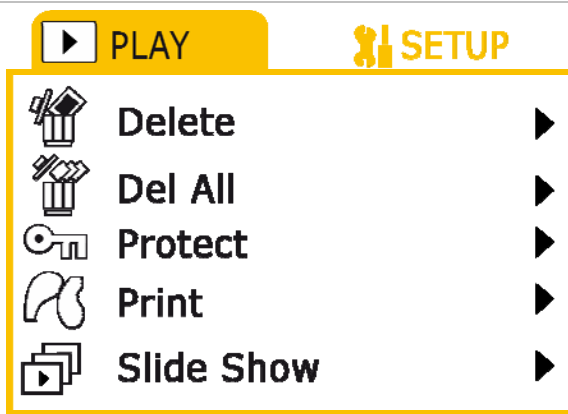 PLAY SETUP
Delete
Del All
Protect
Print
Slide Show